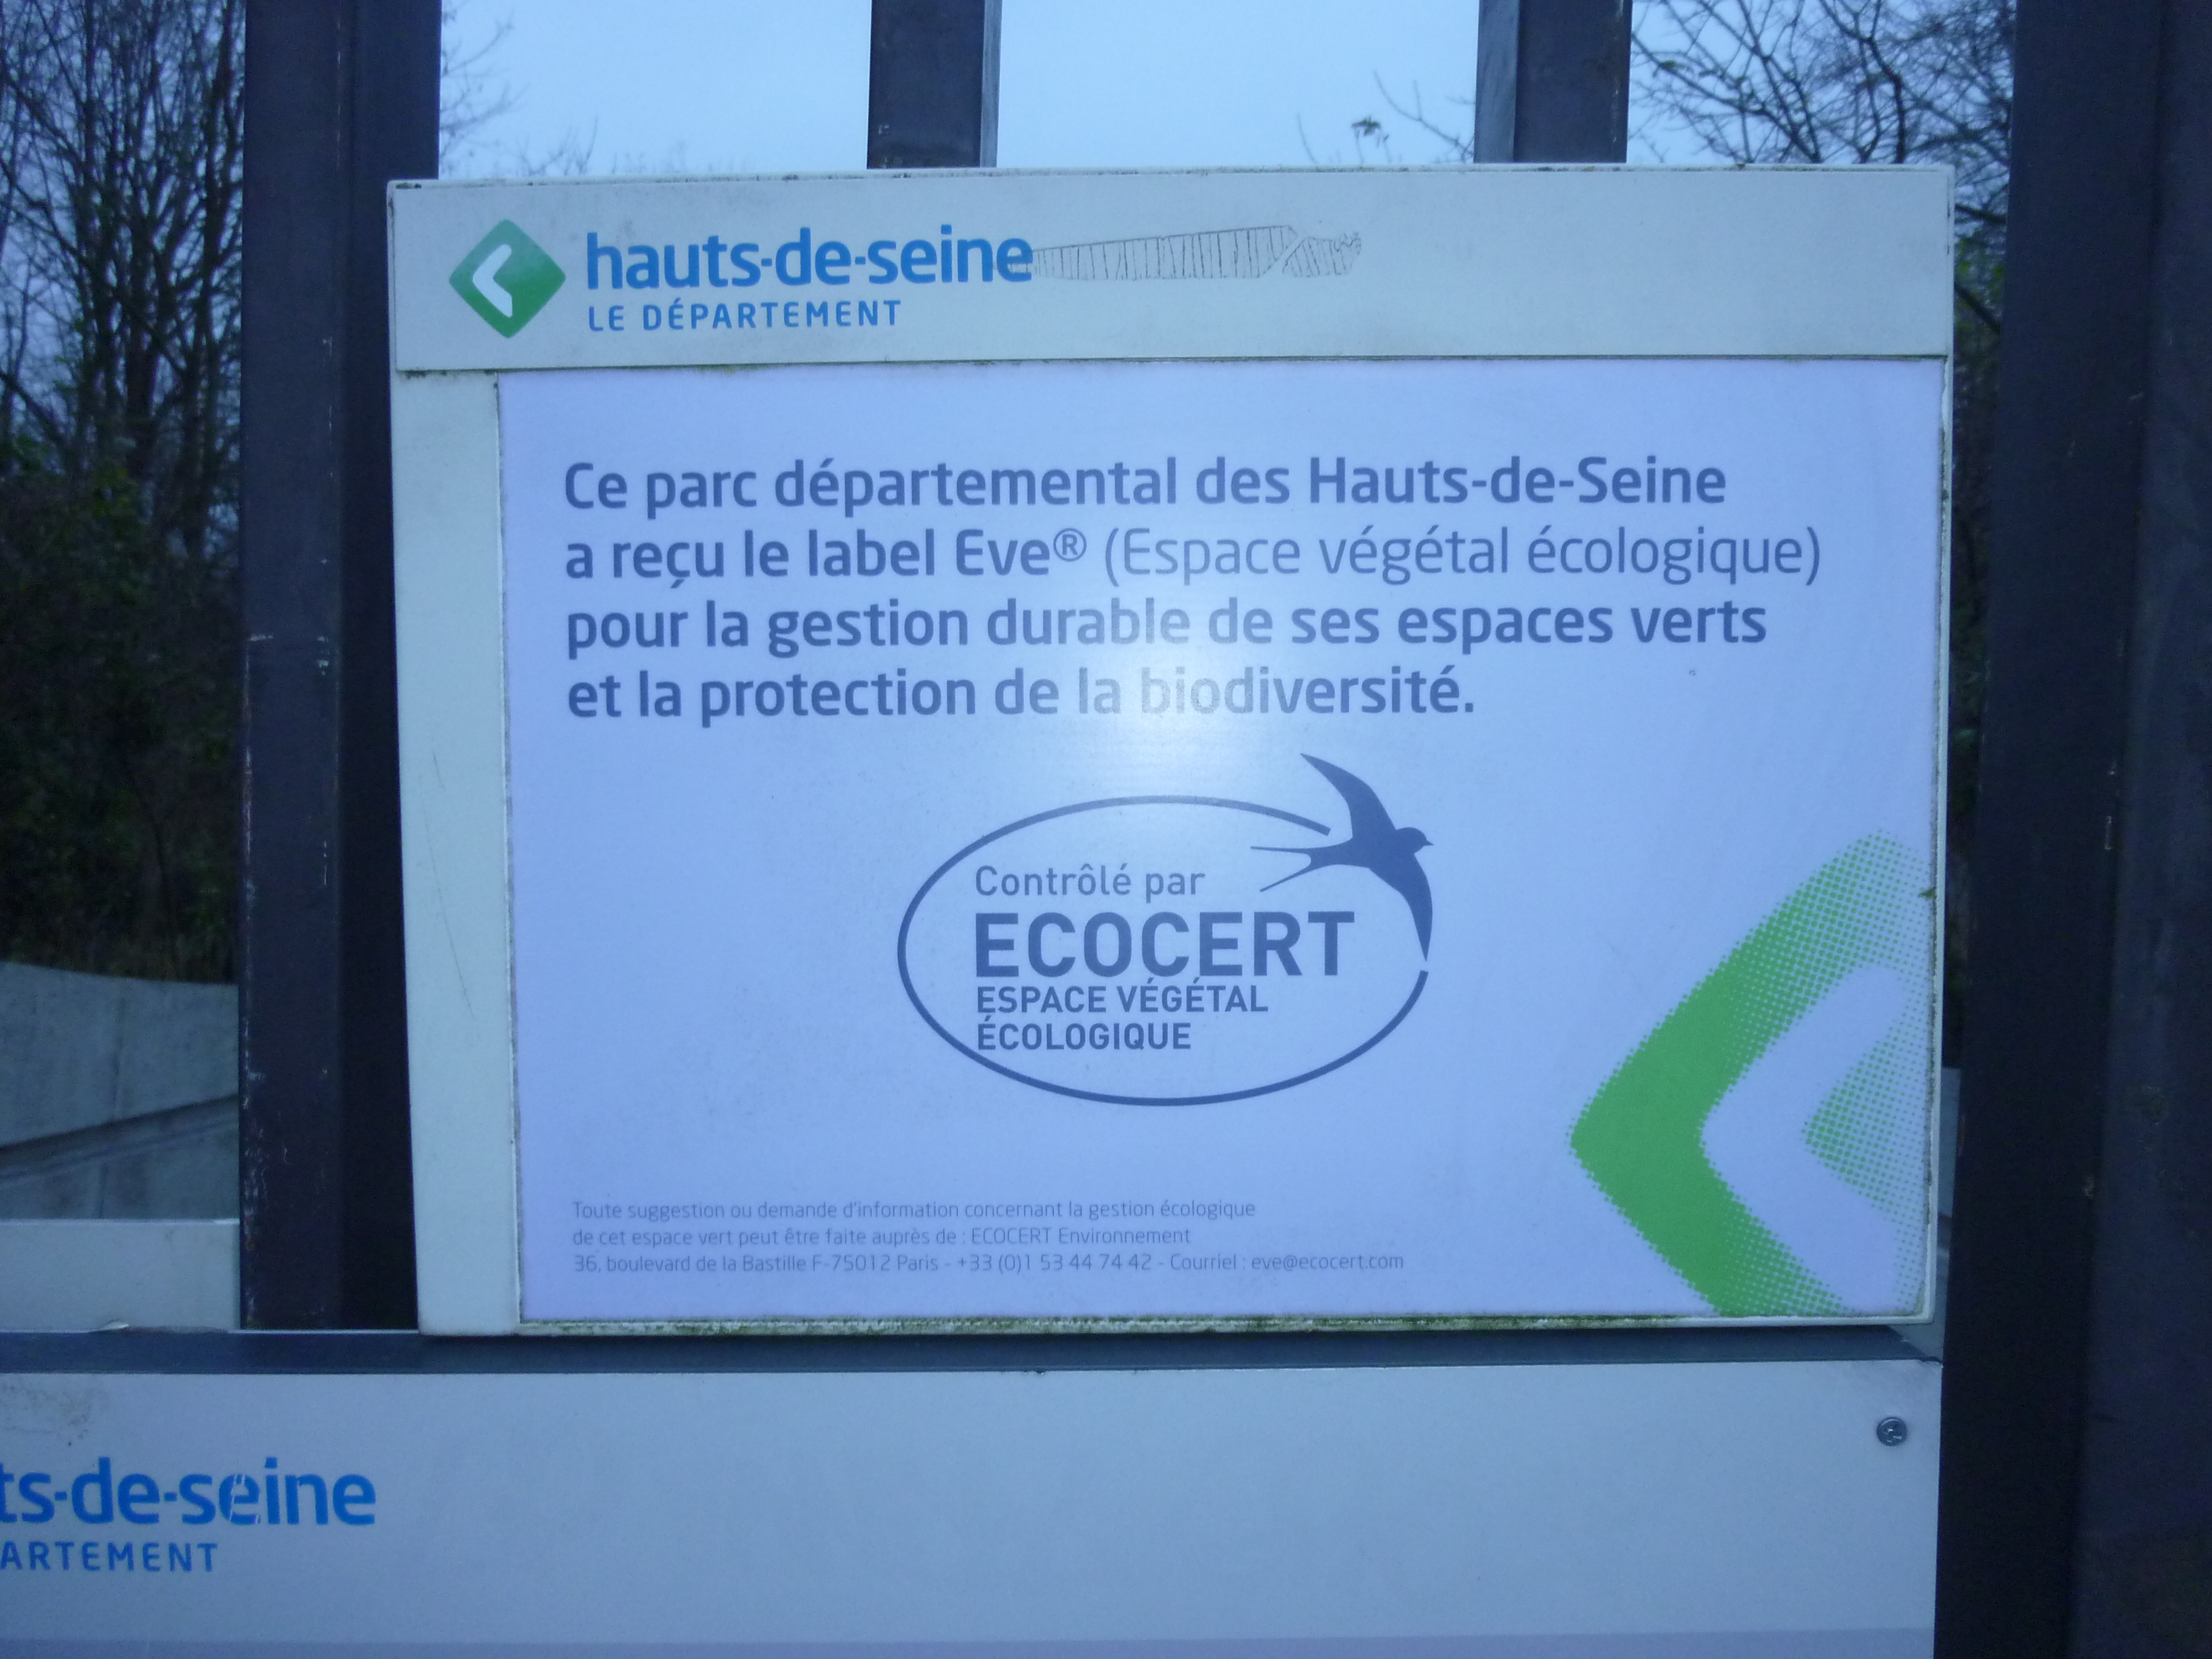 hauts-de-seine
LE DÉPARTEMENT
Ce parc départemental des Hauts-de-Seine
a reçu le label Eve® (Espace végétal écologique)
pour la gestion durable de ses espaces verts
et la protection de la biodiversité.
Contrôlé par
ECOCERT
ESPACE VÉGÉTAL
ÉCOLOGIQUE
Toute suggestion ou demande d'information concernant la gestion écologique
de cet espace vert peut être faite auprès de : ECOCERT Environnement
36, boulevard de la Bastille F-75012 Paris - +33 (0)1 53 44 74 42 - Courriel : eve@ecocert.com
ts-de-seine
ARTEMENT